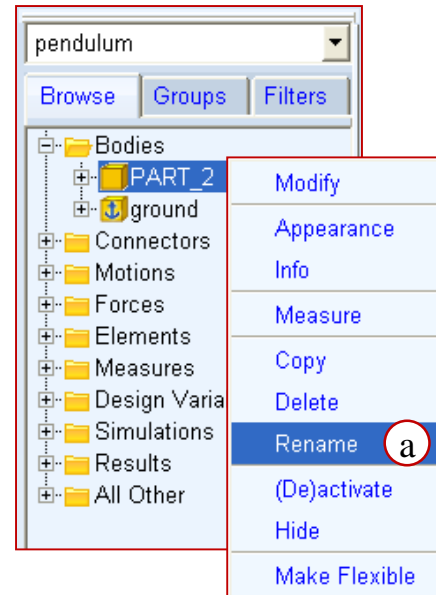 pendulum
Browse Groups Filters
Bodies
PART_2
ground
Connectors
Motions
Forces
Elements
Measures
Design Varia
Simulations
Results
All Other
Modify
Appearance
Info
Measure
Copy
Delete
Rename a
(De)activate
Hide
Make Flexible